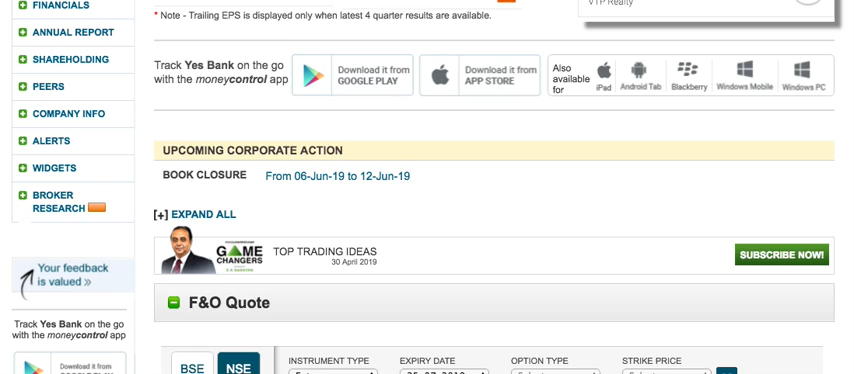 FINANCIALS
ANNUAL REPORT
SHAREHOLDING
PEERS
COMPANY INFO
ALERTS
WIDGETS
BROKER
RESEARCH
Your feedback
is valued »
Track Yes Bank on the go
with the moneycontrol app
Download it from
* Note - Trailing EPS is displayed only when latest 4 quarter results are available.
VTP Realty
Track Yes Bank on the go
with the moneycontrol app
Download it from
GOOGLE PLAY
Download it from
APP STORE
Also
available
for
iPad
Android Tab
Blackberry
Windows Mobile
Windows PC
UPCOMING CORPORATE ACTION
BOOK CLOSURE From 06-Jun-19 to 12-Jun-19
[+] EXPAND ALL
GAME
CHANGERS
TOP TRADING IDEAS
30 April 2019
SUBSCRIBE NOW!
F&O Quote
BSE
NSE
INSTRUMENT TYPE
EXPIRY DATE
OPTION TYPE
STRIKE PRICE